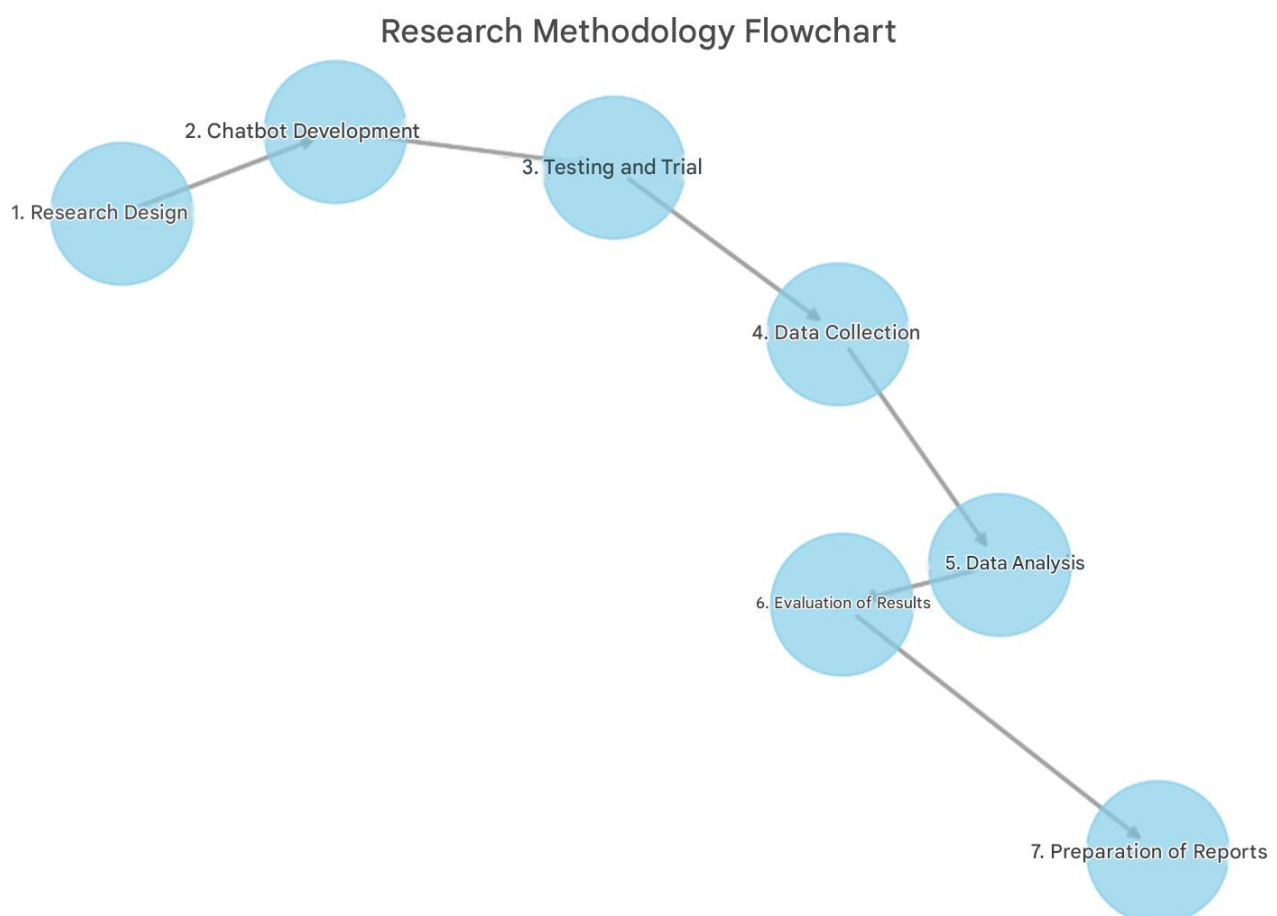 Research Methodology Flowchart
2. Chatbot Development
3. Testing and Trial
1. Research Design
4. Data Collection
5. Data Analysis
6. Evaluation of Results
7. Preparation of Reports